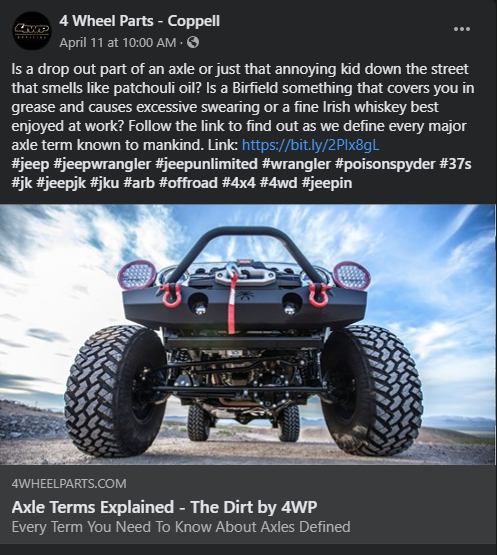 4WP
4 Wheel Parts - Coppell
April 11 at 10:00 AM ·
Is a drop out part of an axle or just that annoying kid down the street
that smells like patchouli oil? Is a Birfield something that covers you in
grease and causes excessive swearing or a fine Irish whiskey best
enjoyed at work? Follow the link to find out as we define every major
axle term known to mankind. Link: https://bit.ly/2PIx8gL
#jeep #jeepwrangler #jeepunlimited #wrangler #poisonspyder #37s
#jk #jeepjk #jku #arb #offroad #4x4 #4wd #jeepin
4WHEELPARTS.COM
Axle Terms Explained - The Dirt by 4WP
Every Term You Need To Know About Axles Defined